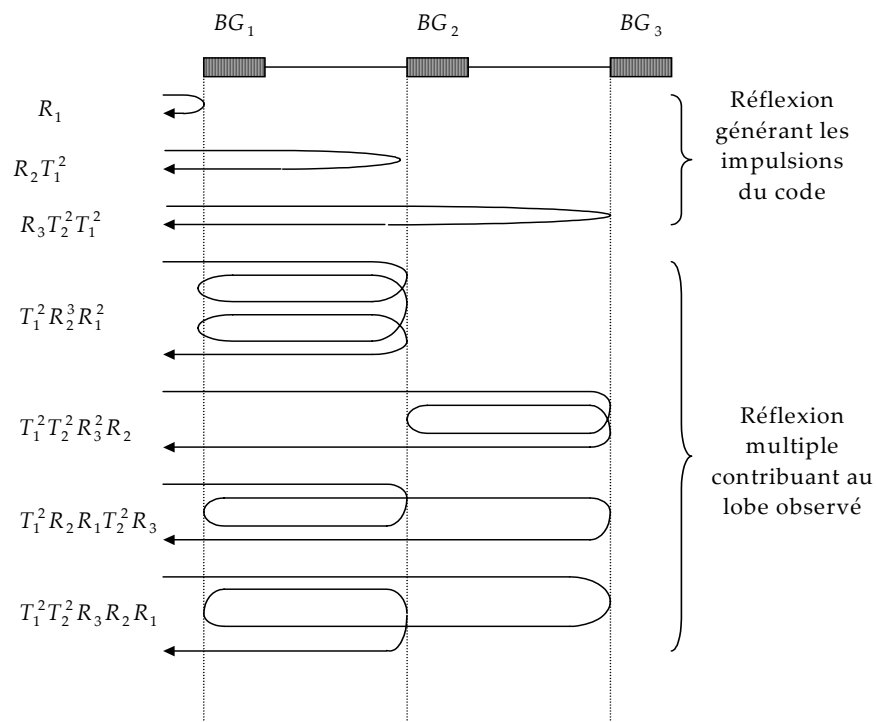 BG₁ BG₂ BG₃
R₁
R₂T₁²
R₃T₂²T₁²
Réflexion
générant les
impulsions
du code
T₁²R₂³R₁²
T₁²T₂²R₃²R₂
T₁²R₂R₁T₂²R₃
T₁²T₂²R₃R₂R₁
Réflexion
multiple
contribuant au
lobe observé